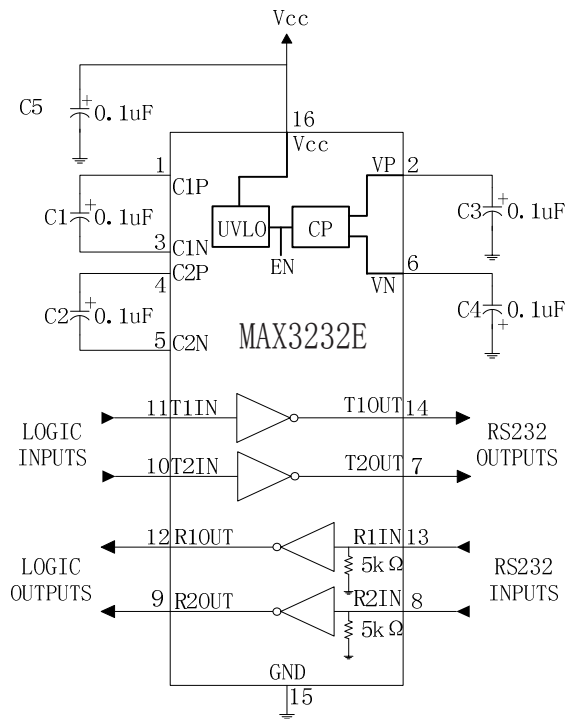 Vcc
C5
+
0.1uF
16
Vcc
1
C1P
VP
2
C1
+
0.1uF
UVLO
CP
C3
+
0.1uF
3
C1N
EN
C2P
4
6
VN
C2
+
0.1uF
C4
+
0.1uF
5
C2N
MAX3232E
LOGIC
INPUTS
11
T1IN
T1OUT
14
10
T2IN
T2OUT
7
RS232
OUTPUTS
LOGIC
OUTPUTS
12
R1OUT
R1IN
13
5kΩ
9
R2OUT
R2IN
8
5kΩ
RS232
INPUTS
GND
15